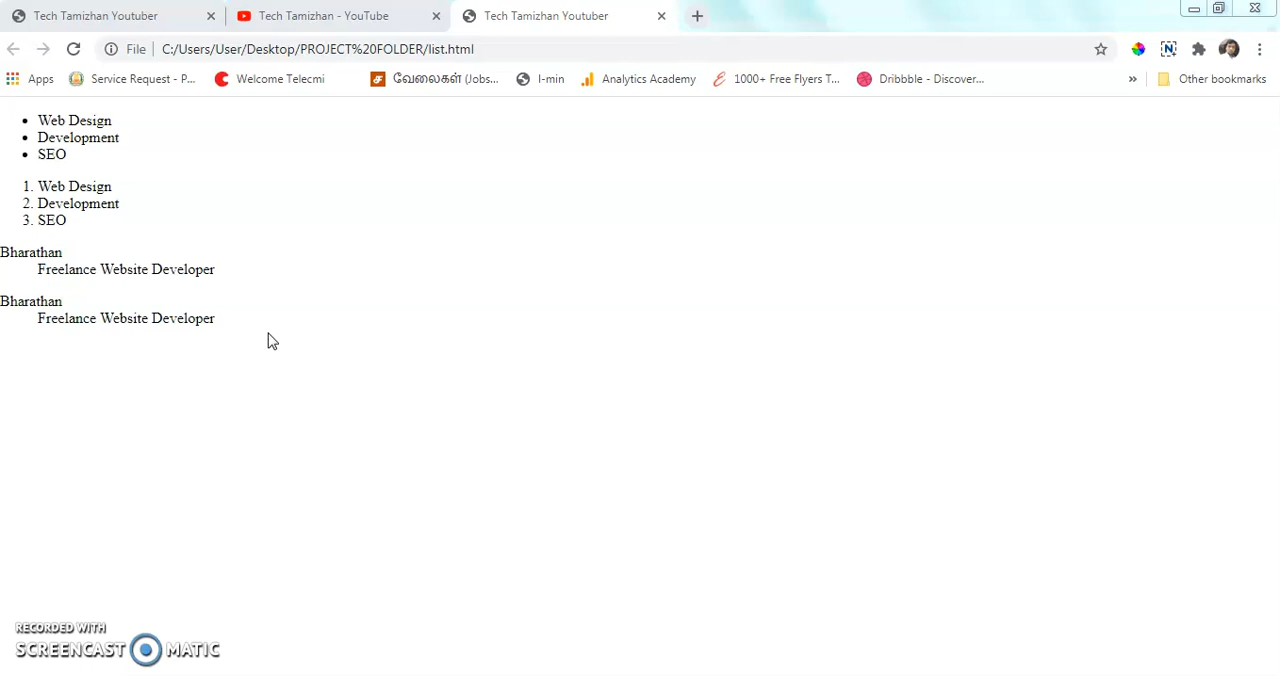 Tech Tamizhan Youtuber
Tech Tamizhan - YouTube
Tech Tamizhan Youtuber
File
C:/Users/User/Desktop/PROJECT%20FOLDER/list.html
Apps
Service Request - P...
Welcome Telecmi
வேலைகள் (Jobs...
I-min
Analytics Academy
1000+ Free Flyers T...
Dribbble - Discover...
»
Other bookmarks
• Web Design
• Development
• SEO
1. Web Design
2. Development
3. SEO
Bharathan
Freelance Website Developer
Bharathan
Freelance Website Developer
RECORDED WITH
SCREENCAST MATIC